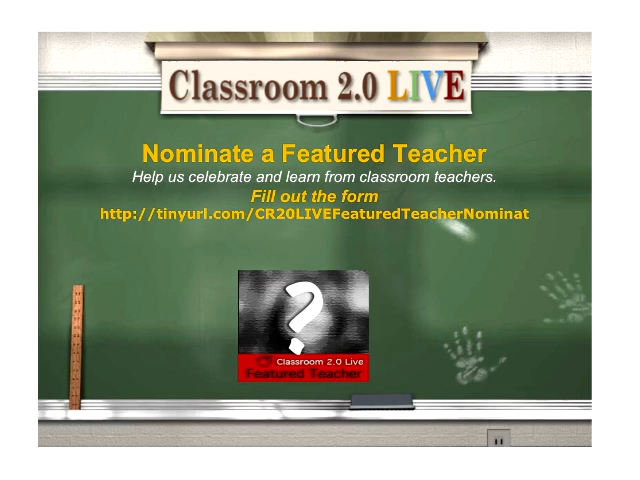 Classroom 2.0 LIVE
Nominate a Featured Teacher
Help us celebrate and learn from classroom teachers.
Fill out the form
http://tinyurl.com/CR20LIVEFeaturedTeacherNominat
?
Classroom 2.0 Live
Featured Teacher